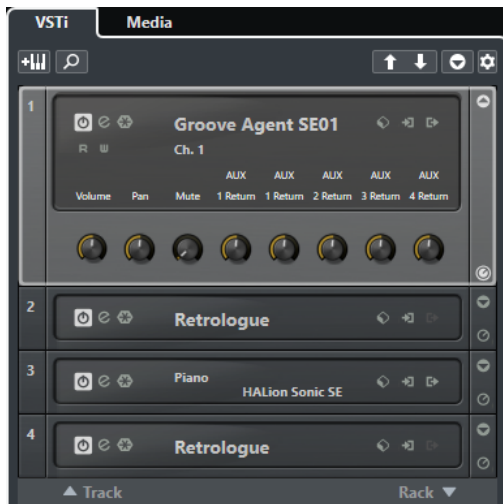 VSTi Media
1
Groove Agent SE01
R W Ch. 1
AUX AUX AUX AUX AUX
Volume Pan Mute 1 Return 1 Return 2 Return 3 Return 4 Return
2
Retrologue
3
Piano
HALion Sonic SE
4
Retrologue
Track Rack